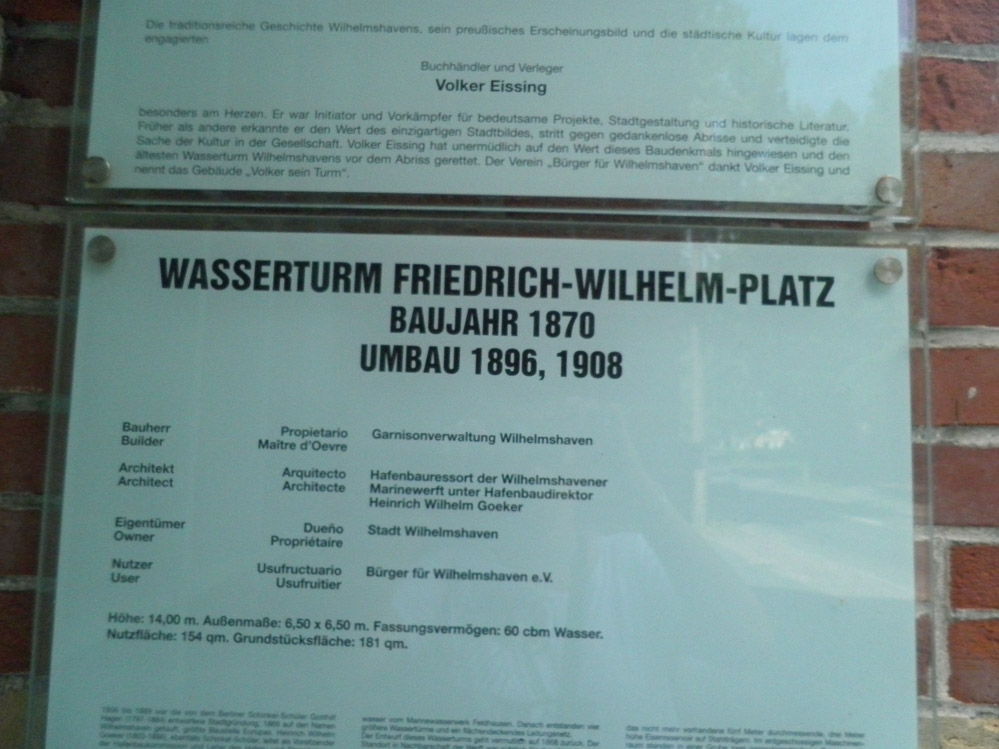 Die traditionsreiche Geschichte Wilhelmshavens, sein preußisches Erscheinungsbild und die städtische Kultur lagen dem
engagierten
Buchhändler und Verleger
Volker Eissing
besonders am Herzen. Er war Initiator und Vorkämpfer für bedeutsame Projekte, Stadtgestaltung und historische Literatur.
Früher als andere erkannte er den Wert des einzigartigen Stadtbildes, stritt gegen gedankenlose Abrisse und verteidigte die
Sache der Kultur in der Gesellschaft. Volker Eissing hat unermüdlich auf den Wert dieses Baudenkmals hingewiesen und den
ältesten Wasserturm Wilhelmshavens vor dem Abriss gerettet. Der Verein „Bürger für Wilhelmshaven“ dankt Volker Eissing und
nennt das Gebäude „Volker sein Turm“.
WASSERTURM FRIEDRICH-WILHELM-PLATZ
BAUJAHR 1870
UMBAU 1896, 1908
Bauherr Propietario Garnisonverwaltung Wilhelmshaven
Builder Maître d'Oevre
Architekt Arquitecto Hafenbauressort der Wilhelmshavener
Architect Architecte Marinewerft unter Hafenbaudirektor
Heinrich Wilhelm Goeker
Eigentümer Dueño Stadt Wilhelmshaven
Owner Propriétaire
Nutzer Usufructuario Bürger für Wilhelmshaven e.V.
User Usufruitier
Höhe: 14,00 m. Außenmaße: 6,50 x 6,50 m. Fassungsvermögen: 60 cbm Wasser.
Nutzfläche: 154 qm. Grundstücksfläche: 181 qm.